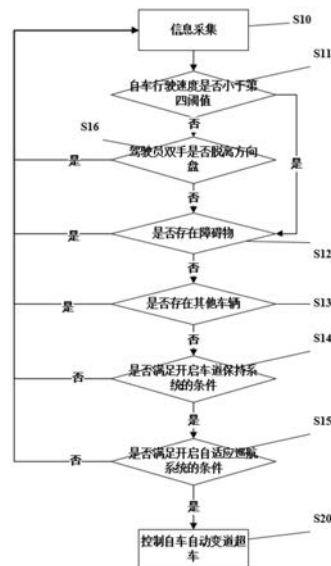 信息采集
S10
S11
自车行驶速度是否小于第
四阈值
S16
否
是
驾驶员双手是否脱离方向
盘
是
否
是
是否存在障碍物
S12
否
是
是否存在其他车辆
S13
否
S14
否
是否满足开启车道保持系
统的条件
是
S15
否
是否满足开启自适应巡航
系统的条件
是
S20
控制自车自动变道超
车